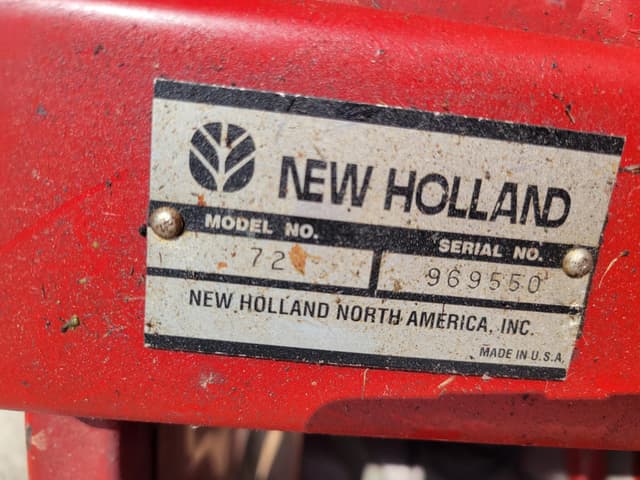 NEW HOLLAND
MODEL NO.
SERIAL NO.
72
969550
NEW HOLLAND NORTH AMERICA, INC.
MADE IN U.S.A.